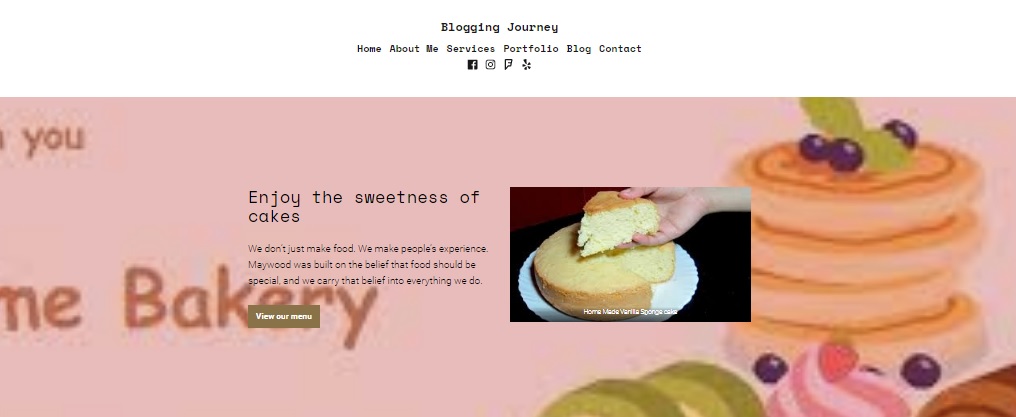 Blogging Journey
Home About Me Services Portfolio Blog Contact
you
Enjoy the sweetness of
cakes
We don't just make food. We make people's experience.
Maywood was built on the belief that food should be
special, and we carry that belief into everything we do.
me Bakery
View our menu
Home Made Vanilla Sponge cake